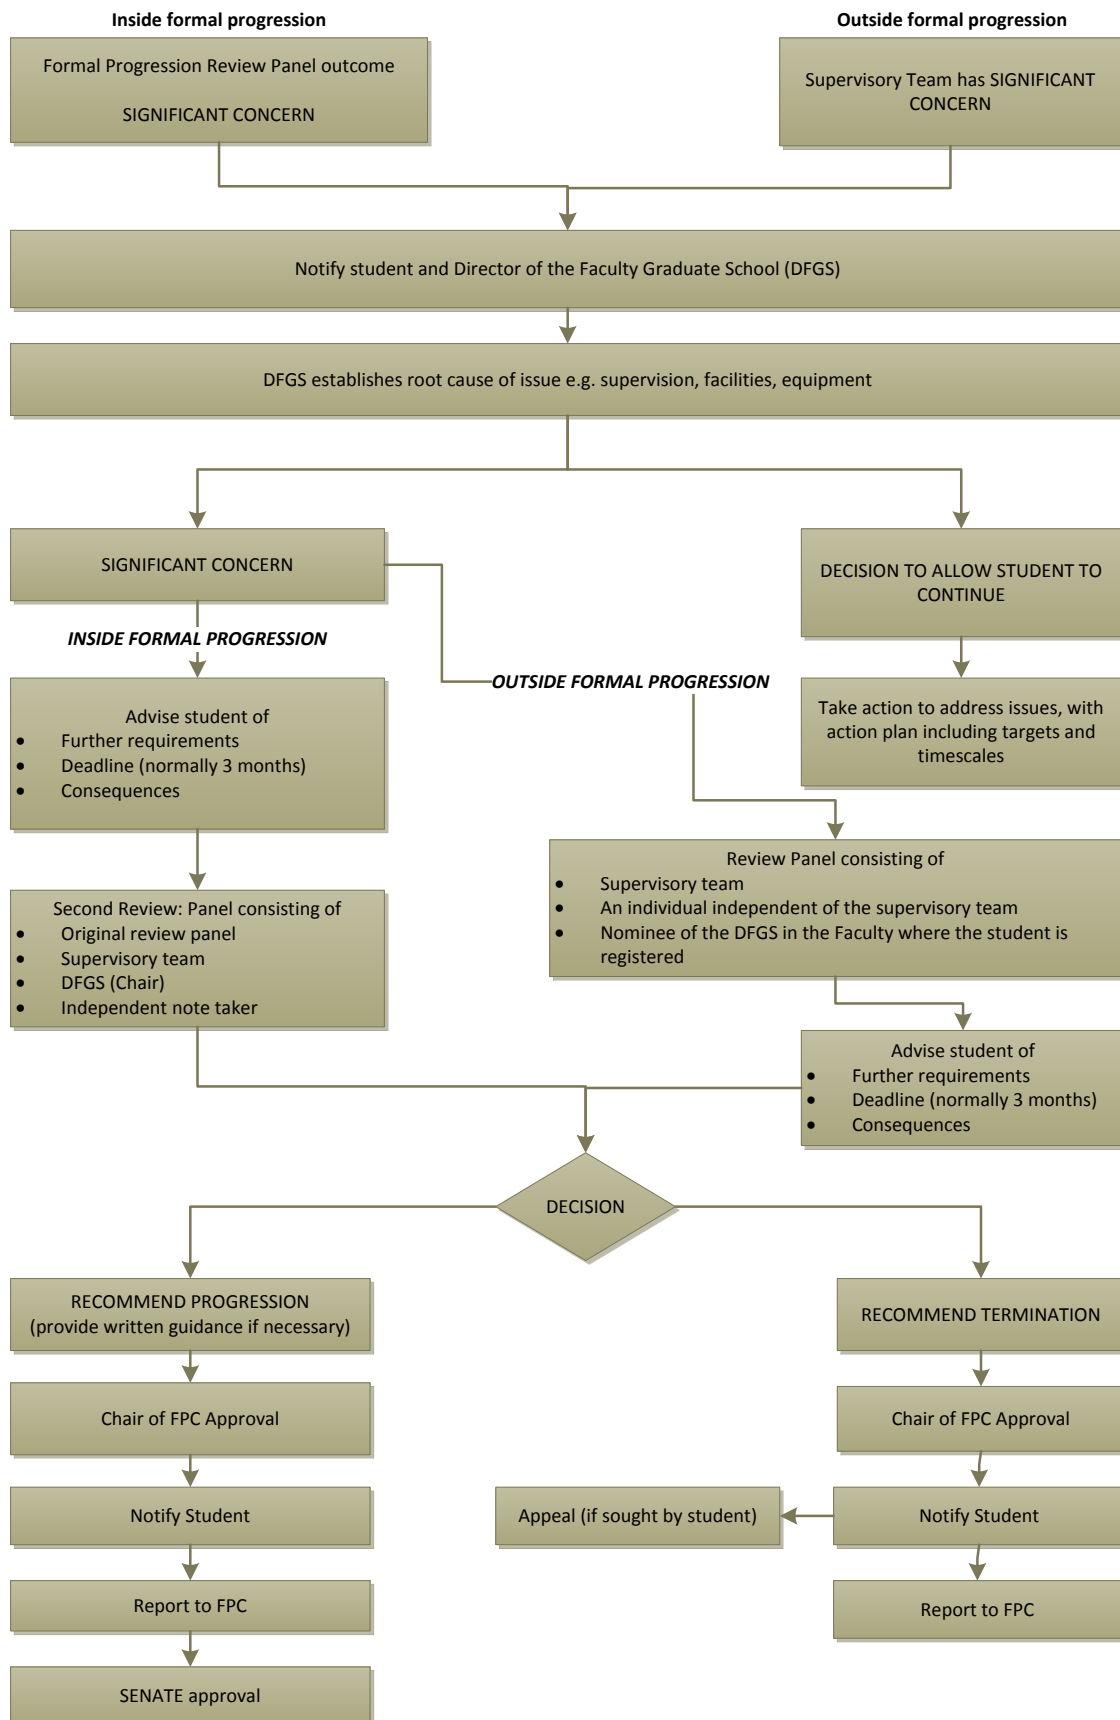 Inside formal progression
Outside formal progression
Formal Progression Review Panel outcome
SIGNIFICANT CONCERN
Supervisory Team has SIGNIFICANT
CONCERN
Notify student and Director of the Faculty Graduate School (DFGS)
DFGS establishes root cause of issue e.g. supervision, facilities, equipment
SIGNIFICANT CONCERN
DECISION TO ALLOW STUDENT TO
CONTINUE
INSIDE FORMAL PROGRESSION
OUTSIDE FORMAL PROGRESSION
Advise student of
• Further requirements
• Deadline (normally 3 months)
• Consequences
Take action to address issues, with
action plan including targets and
timescales
Review Panel consisting of
• Supervisory team
• An individual independent of the supervisory team
• Nominee of the DFGS in the Faculty where the student is
registered
Second Review: Panel consisting of
• Original review panel
• Supervisory team
• DFGS (Chair)
• Independent note taker
Advise student of
• Further requirements
• Deadline (normally 3 months)
• Consequences
DECISION
RECOMMEND PROGRESSION
(provide written guidance if necessary)
RECOMMEND TERMINATION
Chair of FPC Approval
Chair of FPC Approval
Notify Student
Appeal (if sought by student)
Notify Student
Report to FPC
Report to FPC
SENATE approval